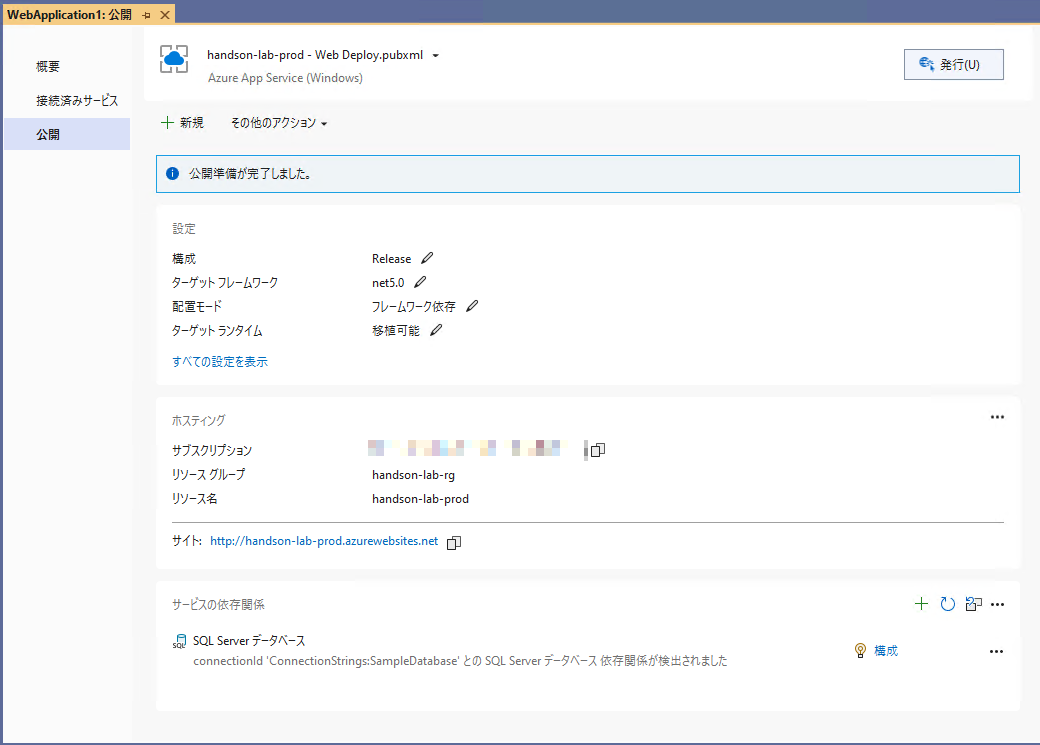 WebApplication1: 公開
概要
接続済みサービス
公開
handson-lab-prod - Web Deploy.pubxml
Azure App Service (Windows)
発行(U)
新規
その他のアクション
公開準備が完了しました。
設定
構成 Release
ターゲット フレームワーク net5.0
配置モード フレームワーク依存
ターゲット ランタイム 移植可能
すべての設定を表示
ホスティング
サブスクリプション
リソース グループ handson-lab-rg
リソース名 handson-lab-prod
サイト: http://handson-lab-prod.azurewebsites.net
サービスの依存関係
SQL
SQL Server データベース
connectionId 'ConnectionStrings:SampleDatabase' との SQL Server データベース 依存関係が検出されました
構成